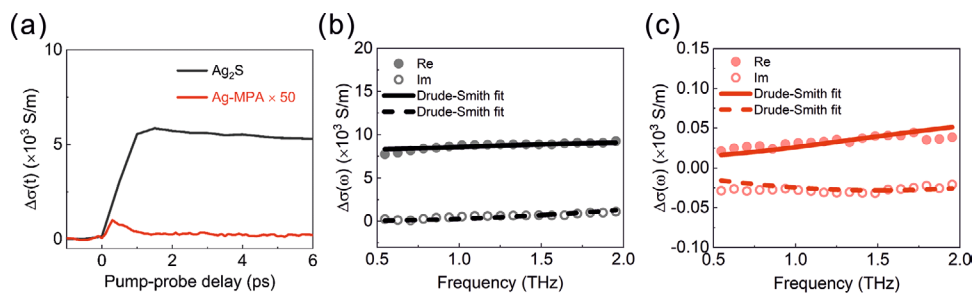 (a)
Δσ(t) (×10³ S/m)
10
5
0
Ag₂S
Ag-MPA × 50
0
2
4
6
Pump-probe delay (ps)
(b)
Δσ(ω) (×10³ S/m)
20
15
10
5
0
Re
Im
Drude-Smith fit
Drude-Smith fit
0.5
1.0
1.5
2.0
Frequency (THz)
(c)
Δσ(ω) (×10³ S/m)
0.15
0.10
0.05
0.00
-0.05
-0.10
Re
Im
Drude-Smith fit
Drude-Smith fit
0.5
1.0
1.5
2.0
Frequency (THz)